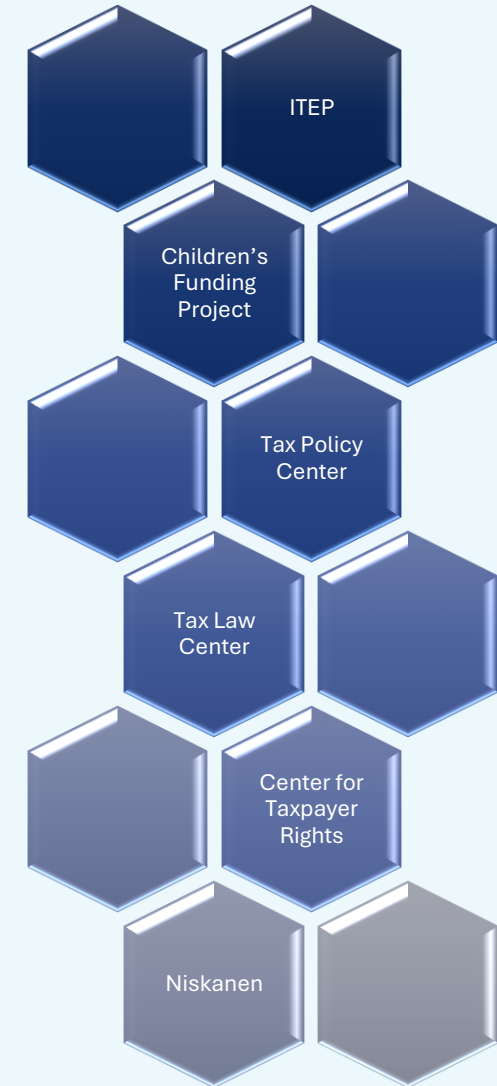 ITEP
Children’s
Funding
Project
Tax Policy
Center
Tax Law
Center
Center for
Taxpayer
Rights
Niskanen